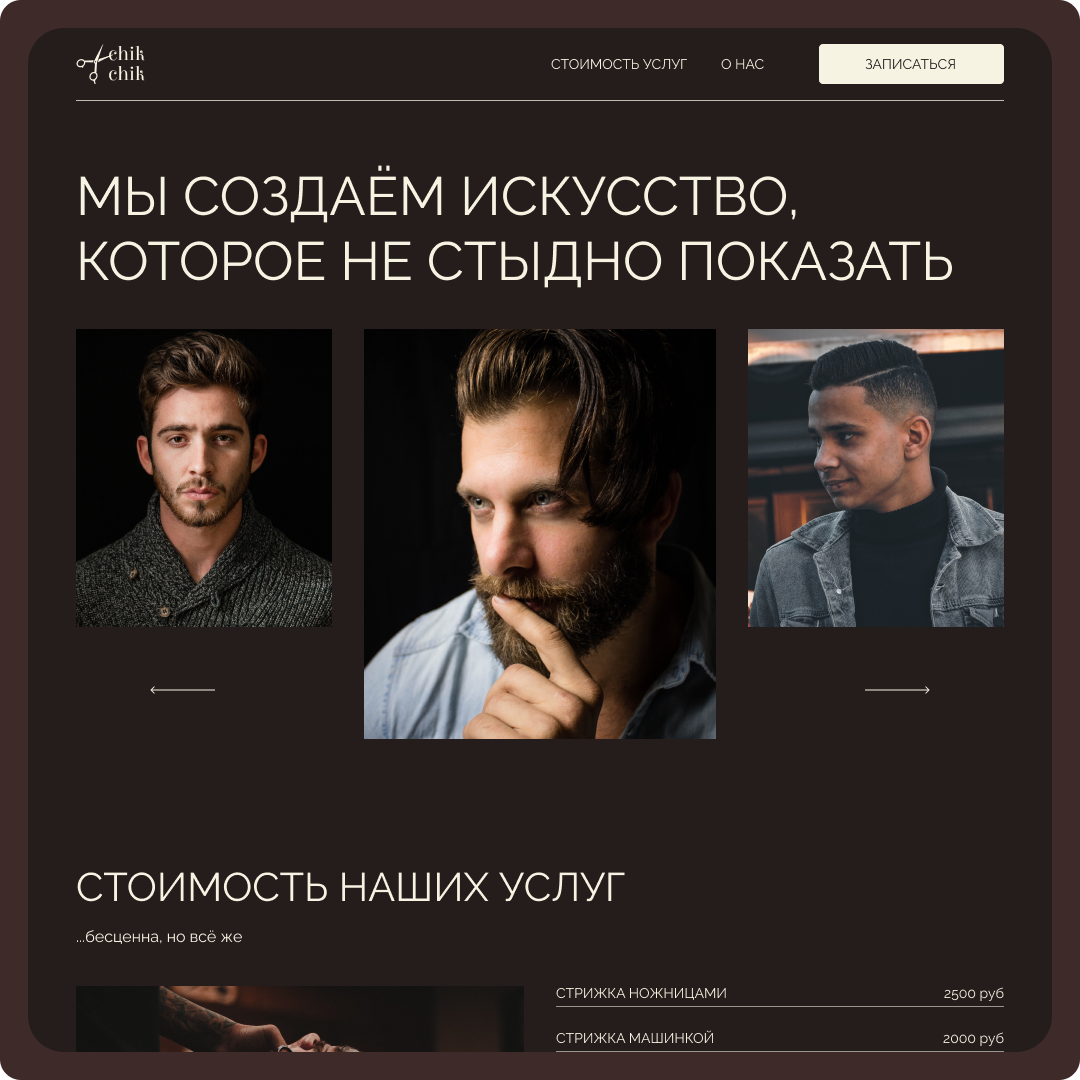 chik
chik
СТОИМОСТЬ УСЛУГ
О НАС
ЗАПИСАТЬСЯ
МЫ СОЗДАЁМ ИСКУССТВО,
КОТОРОЕ НЕ СТЫДНО ПОКАЗАТЬ
СТОИМОСТЬ НАШИХ УСЛУГ
...бесценна, но всё же
СТРИЖКА НОЖНИЦАМИ 2500 руб
СТРИЖКА МАШИНКОЙ 2000 руб